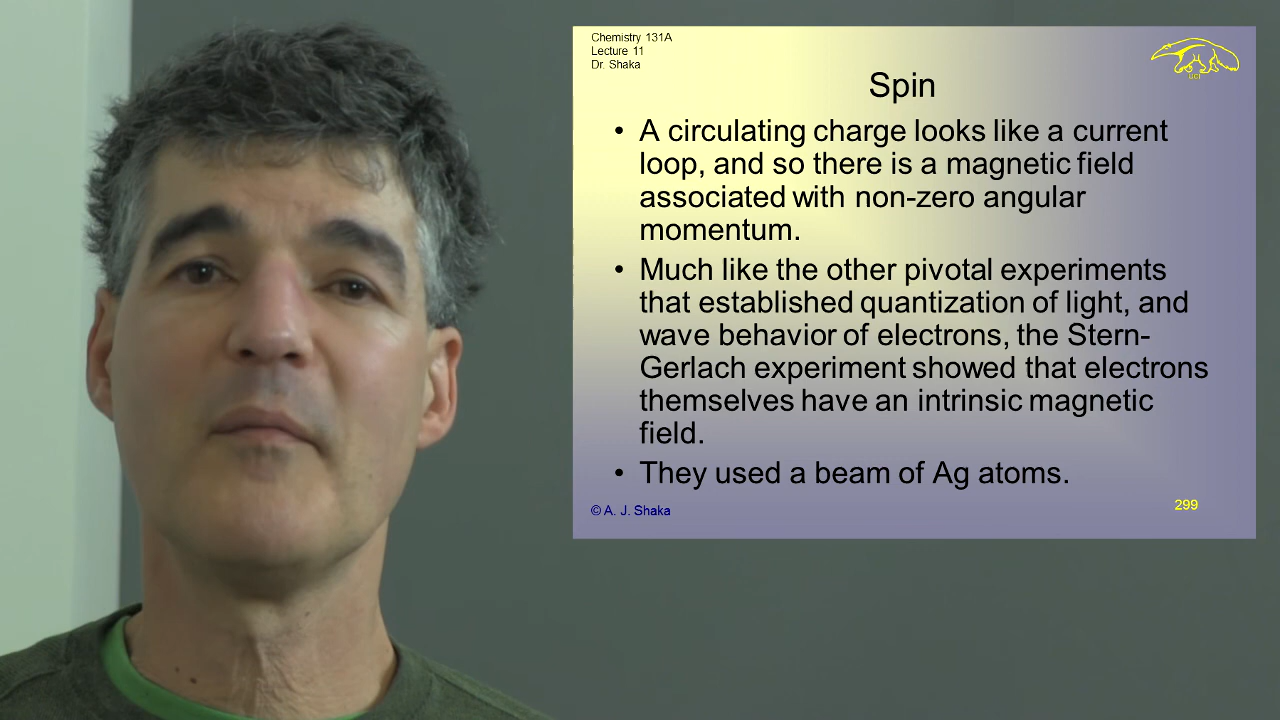 Chemistry 131A
Lecture 11
Dr. Shaka
UCI
Spin
• A circulating charge looks like a current
loop, and so there is a magnetic field
associated with non-zero angular
momentum.
• Much like the other pivotal experiments
that established quantization of light, and
wave behavior of electrons, the Stern-
Gerlach experiment showed that electrons
themselves have an intrinsic magnetic
field.
• They used a beam of Ag atoms.
© A. J. Shaka
299